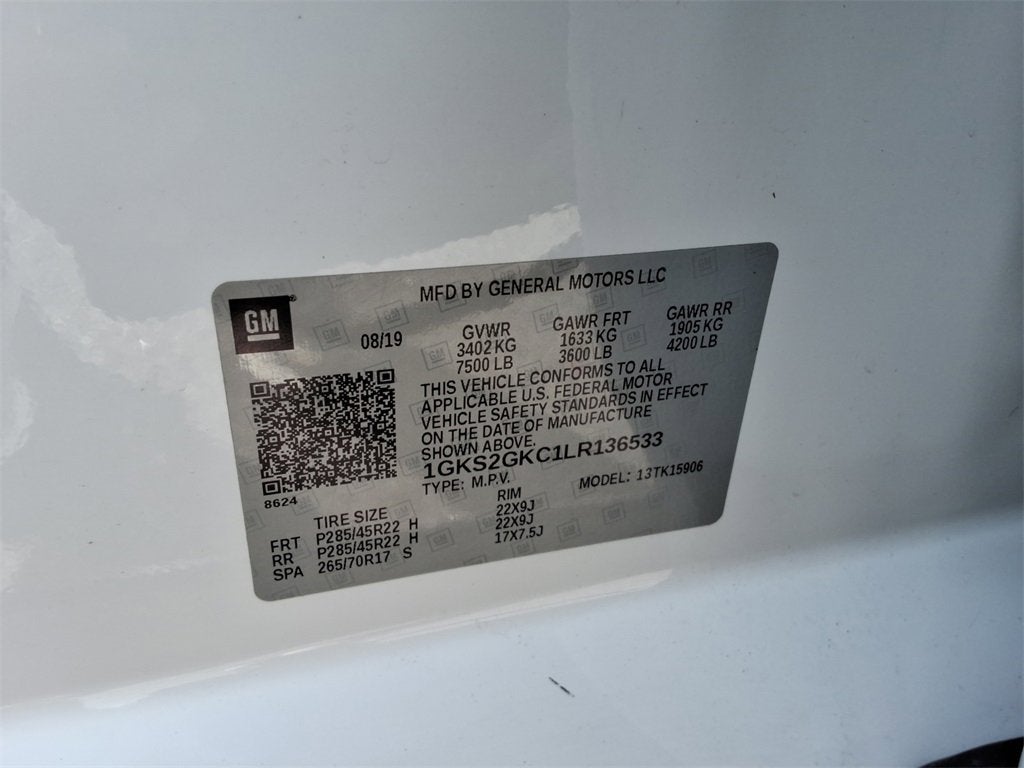 MFD BY GENERAL MOTORS LLC
GM
08/19
GVWR
3402 KG
7500 LB
GAWR FRT
1633 KG
3600 LB
GAWR RR
1905 KG
4200 LB
THIS VEHICLE CONFORMS TO ALL
APPLICABLE U.S. FEDERAL MOTOR
VEHICLE SAFETY STANDARDS IN EFFECT
ON THE DATE OF MANUFACTURE
SHOWN ABOVE.
1GKS2GKC1LR136533
TYPE: M.P.V.
MODEL: 13TK15906
8624
TIRE SIZE RIM
FRT P285/45R22 H 22X9J
RR P285/45R22 H 22X9J
SPA 265/70R17 S 17X7.5J